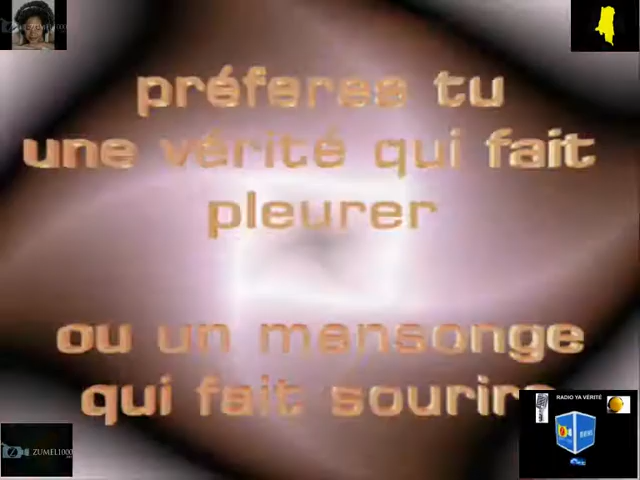 préferes tu
une vérité qui fait
pleurer
ou un mensonge
qui fait sourire
RADIO YA VÉRITÉ
ZUMEL1000